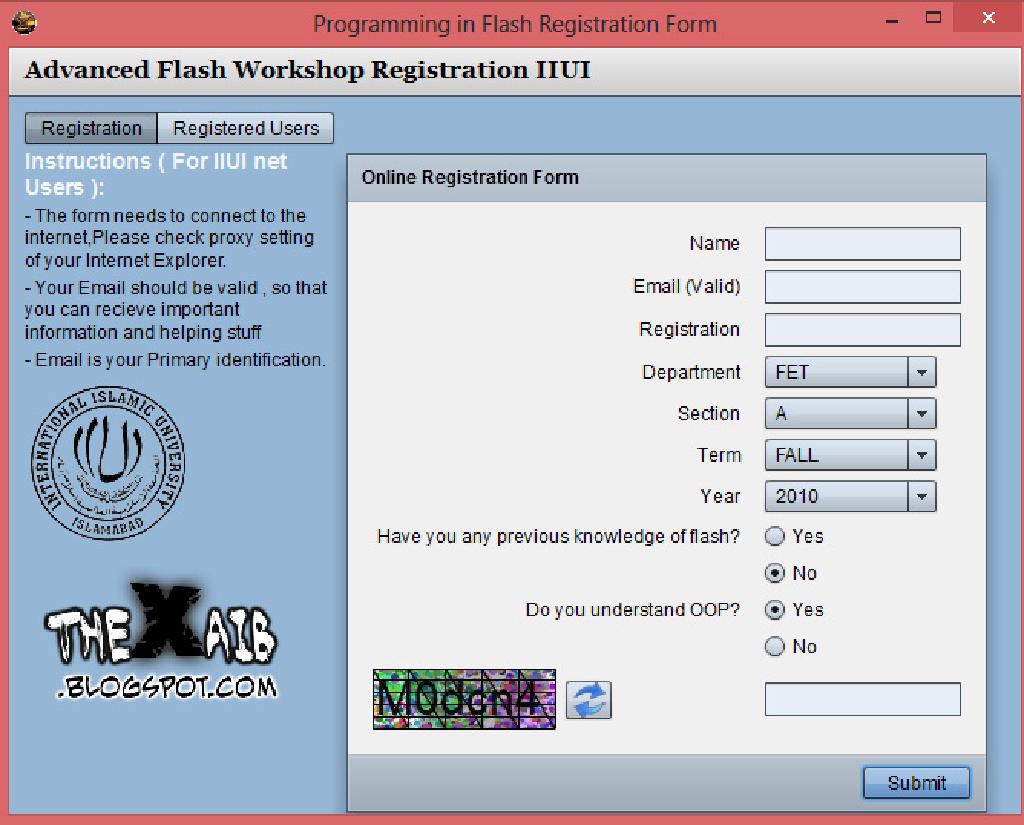 Programming in Flash Registration Form
Advanced Flash Workshop Registration IIUI
Registration
Registered Users
Instructions ( For IIUI net
Users ):
- The form needs to connect to the
internet,Please check proxy setting
of your Internet Explorer.
- Your Email should be valid , so that
you can recieve important
information and helping stuff
- Email is your Primary identification.
INTERNATIONAL ISLAMIC UNIVERSITY
ISLAMABAD
THE XAIB
.BLOGSPOT.COM
Online Registration Form
Name
Email (Valid)
Registration
Department FET
Section A
Term FALL
Year 2010
Have you any previous knowledge of flash? Yes
No
Do you understand OOP? Yes
No
M0dcn4
Submit